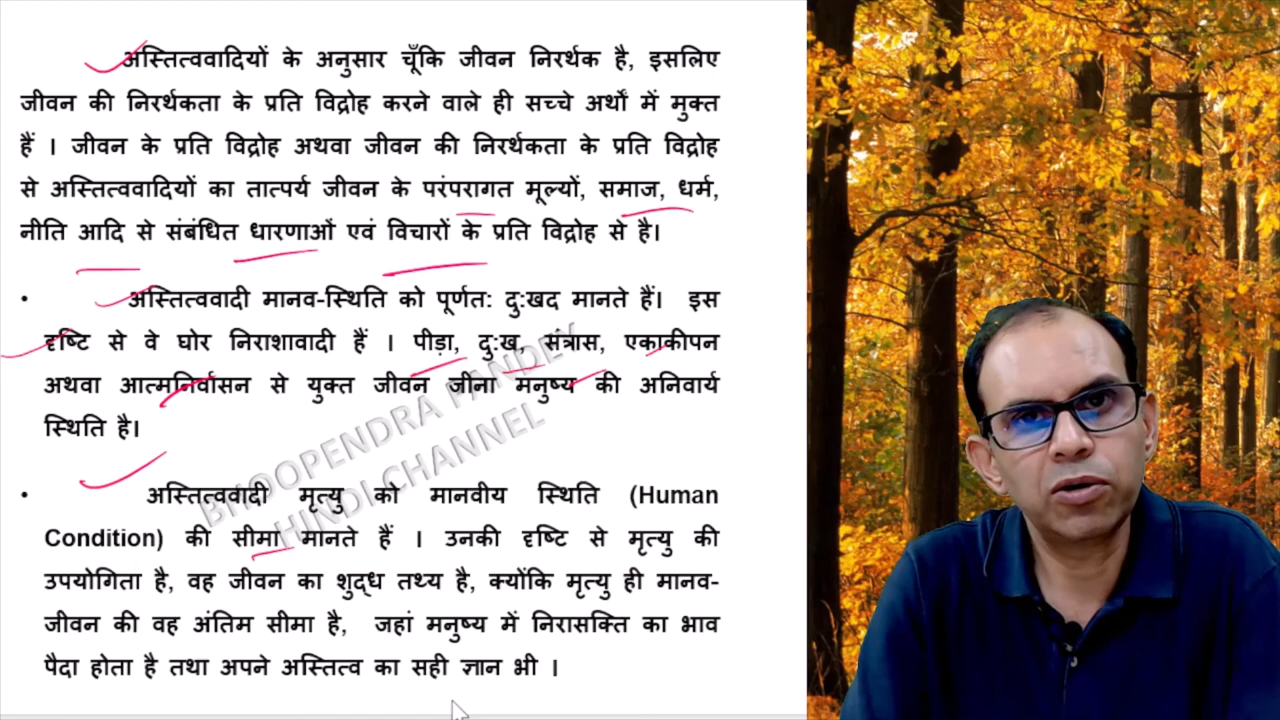 अस्तित्ववादियों के अनुसार चूँकि जीवन निरर्थक है, इसलिए
जीवन की निरर्थकता के प्रति विद्रोह करने वाले ही सच्चे अर्थों में मुक्त
हैं । जीवन के प्रति विद्रोह अथवा जीवन की निरर्थकता के प्रति विद्रोह
से अस्तित्ववादियों का तात्पर्य जीवन के परंपरागत मूल्यों, समाज, धर्म,
नीति आदि से संबंधित धारणाओं एवं विचारों के प्रति विद्रोह से है।
• अस्तित्ववादी मानव-स्थिति को पूर्णत: दु:खद मानते हैं। इस
दृष्टि से वे घोर निराशावादी हैं । पीड़ा, दु:ख, संत्रास, एकाकीपन
अथवा आत्मनिर्वासन से युक्त जीवन जीना मनुष्य की अनिवार्य
स्थिति है।
• अस्तित्ववादी मृत्यु को मानवीय स्थिति (Human
Condition) की सीमा मानते हैं । उनकी दृष्टि से मृत्यु की
उपयोगिता है, वह जीवन का शुद्ध तथ्य है, क्योंकि मृत्यु ही मानव-
जीवन की वह अंतिम सीमा है, जहां मनुष्य में निरासक्ति का भाव
पैदा होता है तथा अपने अस्तित्व का सही ज्ञान भी ।
BHOOPENDRA PANDEY
HINDI CHANNEL